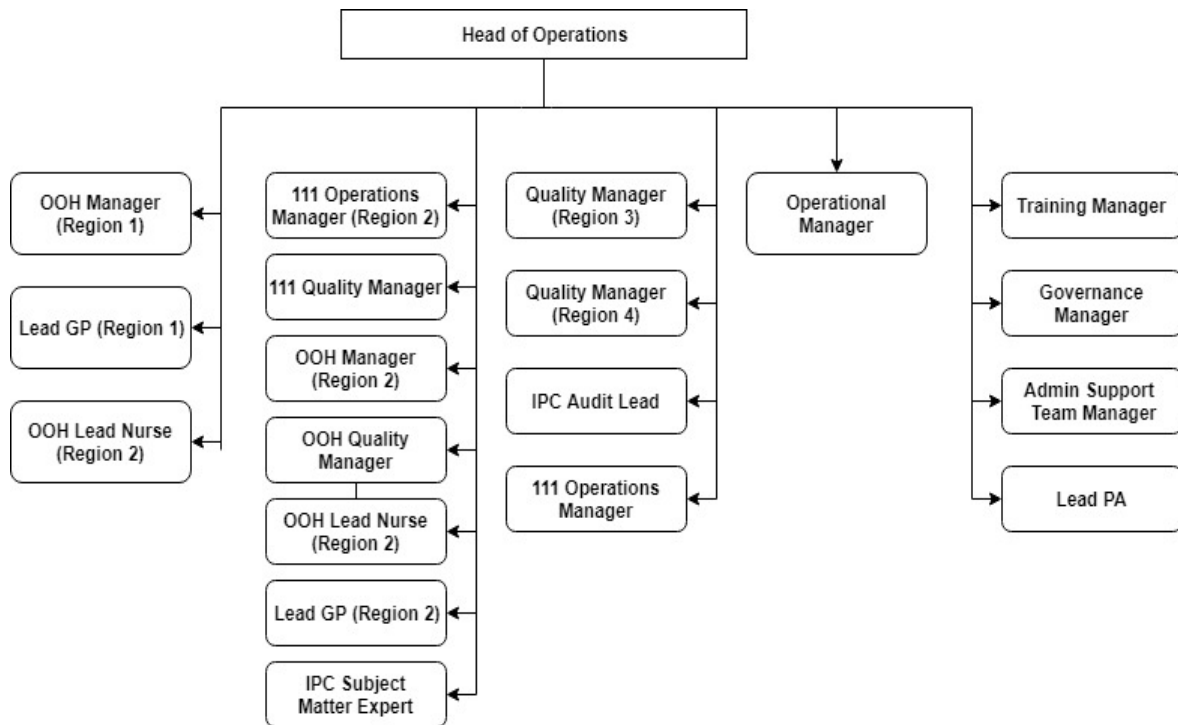 Head of Operations
OOH Manager
(Region 1)
Lead GP (Region 1)
OOH Lead Nurse
(Region 2)
111 Operations
Manager (Region 2)
111 Quality Manager
OOH Manager
(Region 2)
OOH Quality
Manager
OOH Lead Nurse
(Region 2)
Lead GP (Region 2)
IPC Subject
Matter Expert
Quality Manager
(Region 3)
Quality Manager
(Region 4)
IPC Audit Lead
111 Operations
Manager
Operational
Manager
Training Manager
Governance
Manager
Admin Support
Team Manager
Lead PA